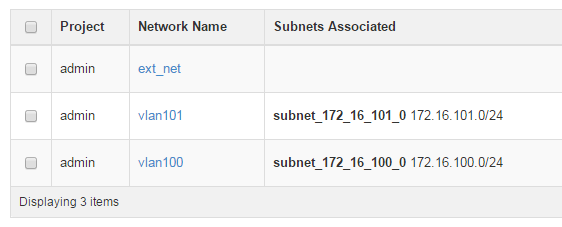 Project Network Name Subnets Associated
admin ext_net
admin vlan101 subnet_172_16_101_0 172.16.101.0/24
admin vlan100 subnet_172_16_100_0 172.16.100.0/24
Displaying 3 items